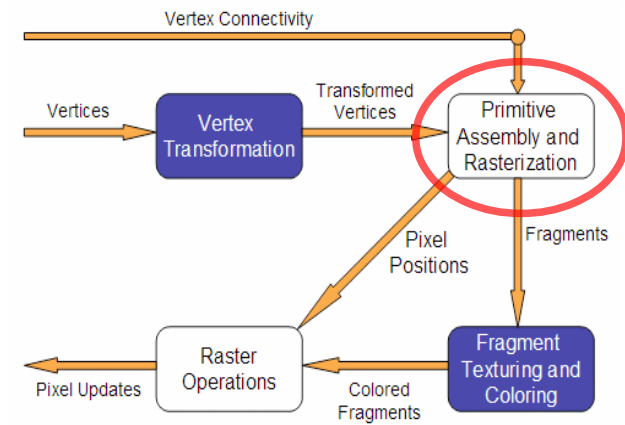 Vertex Connectivity
Vertices
Vertex
Transformation
Transformed
Vertices
Primitive
Assembly and
Rasterization
Pixel
Positions
Fragments
Pixel Updates
Raster
Operations
Colored
Fragments
Fragment
Texturing and
Coloring